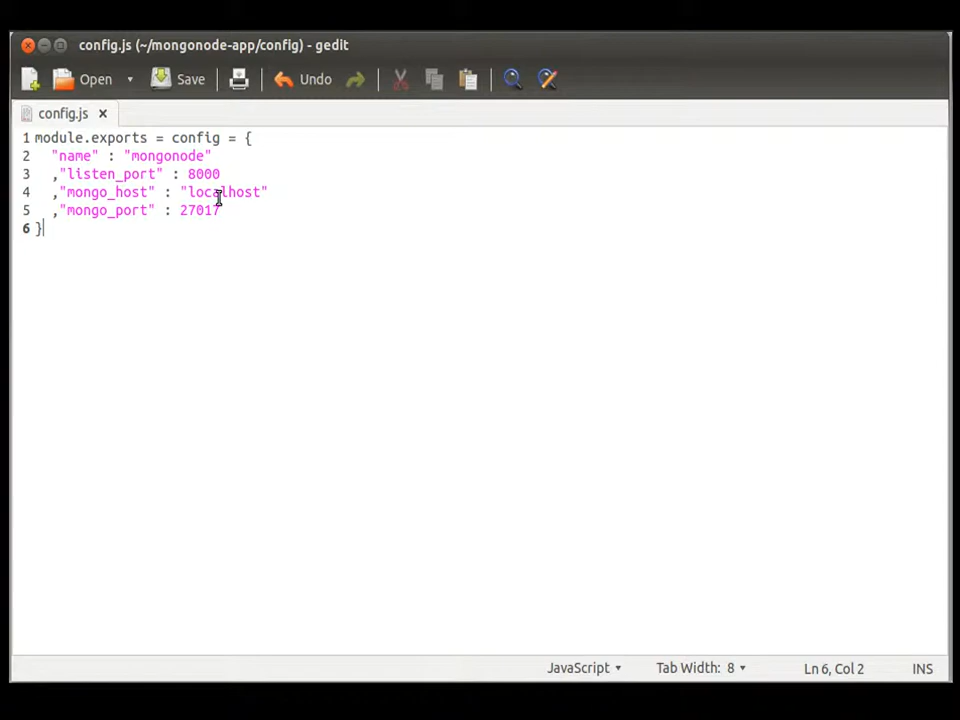 config.js (~/mongonode-app/config) - gedit
Open Save Undo
config.js
1 module.exports = config = {
2 "name" : "mongonode"
3 ,"listen_port" : 8000
4 ,"mongo_host" : "localhost"
5 ,"mongo_port" : 27017
6 }
JavaScript Tab Width: 8 Ln 6, Col 2 INS